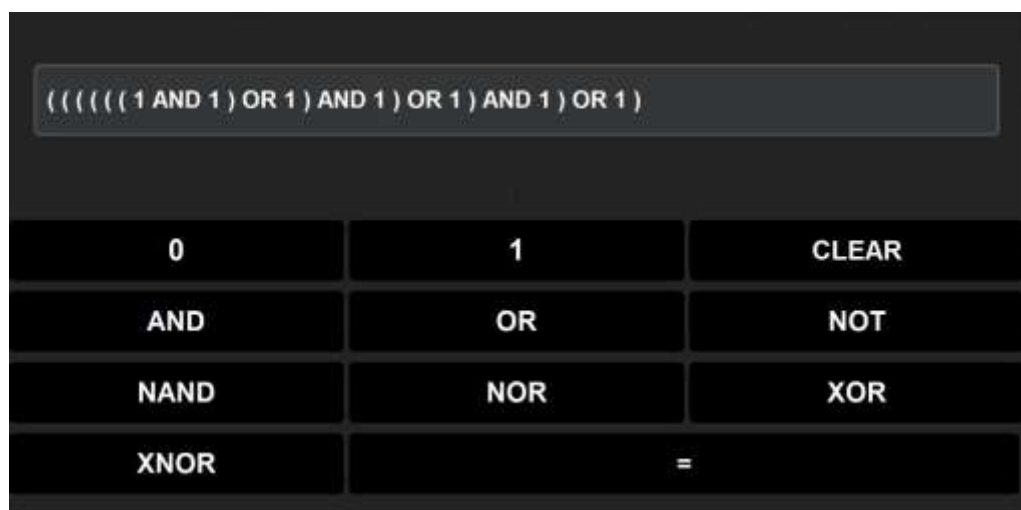 ( ( ( ( ( ( 1 AND 1 ) OR 1 ) AND 1 ) OR 1 ) AND 1 ) OR 1 )
0 1 CLEAR
AND OR NOT
NAND NOR XOR
XNOR =